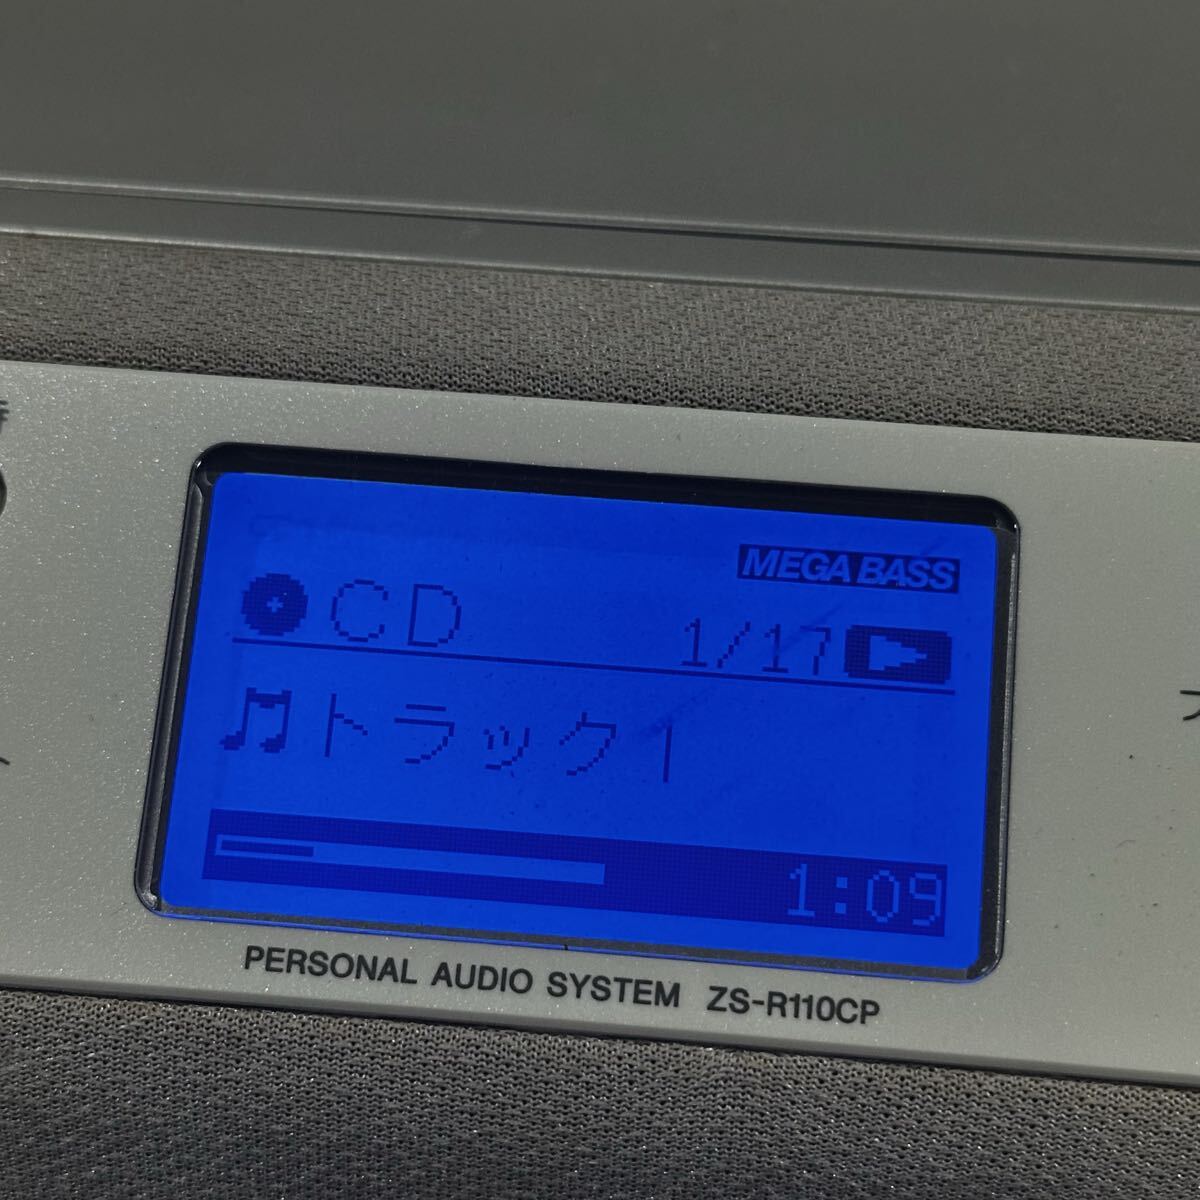 MEGA BASS
CD 1/17
トラック1
1:09
PERSONAL AUDIO SYSTEM ZS-R110CP